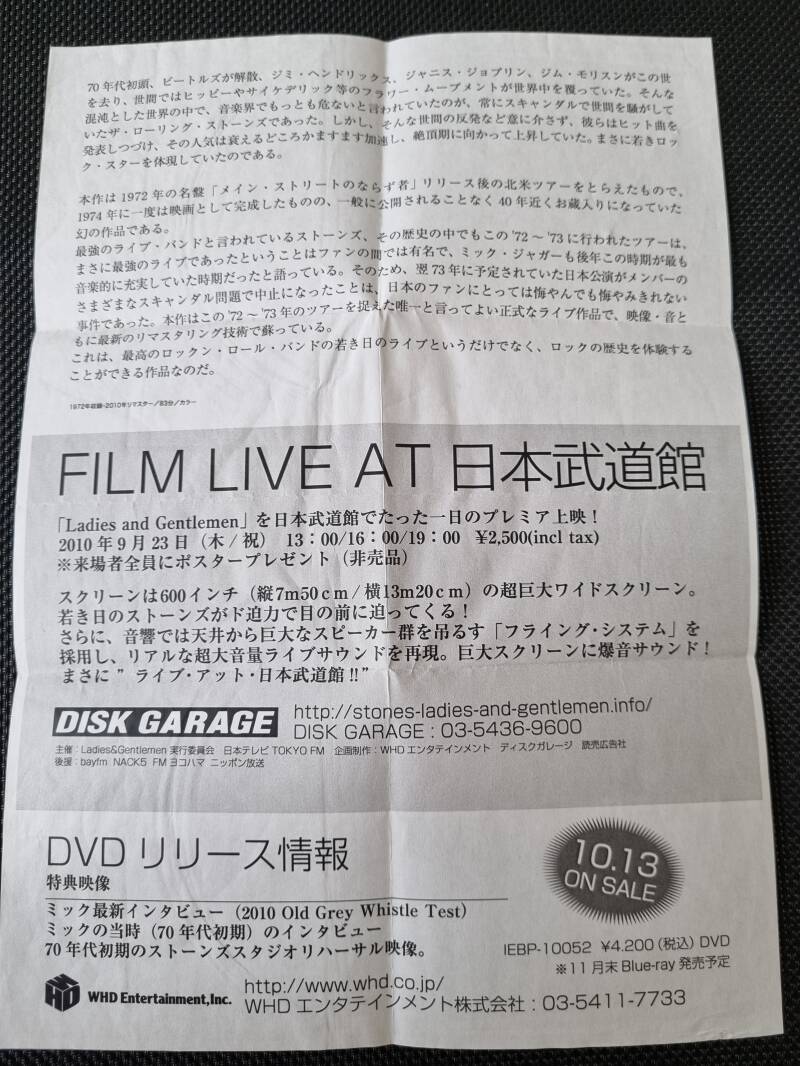 70年代初頭、ビートルズが解散、ジミ・ヘンドリックス、ジャニス・ジョプリン、ジム・モリスンがこの世
を去り、世間ではヒッピーやサイケデリック等のフラワー・ムーブメントが世界中を覆っていた。そんな
混沌とした世界の中で、音楽界でもっとも危ないと言われていたのが、常にスキャンダルで世間を騒がして
いたザ・ローリング・ストーンズであった。しかし、そんな世間の反発など意に介さず、彼らはヒット曲を
発表しつづけ、その人気は衰えるどころかますます加速し、絶頂期に向かって上昇していた。まさに若きロッ
ク・スターを体現していたのである。
本作は1972年の名盤「メイン・ストリートのならず者」リリース後の北米ツアーをとらえたもので、
1974年に一度は映画として完成したものの、一般に公開されることなく40年近くお蔵入りになっていた
幻の作品である。
最強のライブ・バンドと言われているストーンズ、その歴史の中でもこの'72〜'73に行われたツアーは、
まさに最強のライブであったということはファンの間では有名で、ミック・ジャガーも後年この時期が最も
音楽的に充実していた時期だったと語っている。そのため、翌73年に予定されていた日本公演がメンバーの
さまざまなスキャンダル問題で中止になったことは、日本のファンにとっては悔やんでも悔やみきれない
事件であった。本作はこの'72〜'73年のツアーを捉えた唯一と言ってよい正式なライブ作品で、映像・音と
もに最新のリマスタリング技術で蘇っている。
これは、最高のロックン・ロール・バンドの若き日のライブというだけでなく、ロックの歴史を体験する
ことができる作品なのだ。
1972年収録・2010年リマスター/83分/カラー
FILM LIVE AT 日本武道館
「Ladies and Gentlemen」を日本武道館でたった一日のプレミア上映！
2010年9月23日（木/祝） 13：00/16：00/19：00 ¥2,500(incl tax)
※来場者全員にポスタープレゼント（非売品）
スクリーンは600インチ（縦7m50cm/横13m20cm）の超巨大ワイドスクリーン。
若き日のストーンズがド迫力で目の前に迫ってくる！
さらに、音響では天井から巨大なスピーカー群を吊るす「フライング・システム」を
採用し、リアルな超大音量ライブサウンドを再現。巨大スクリーンに爆音サウンド！
まさに ” ライブ・アット・日本武道館!!”
DISK GARAGE
http://stones-ladies-and-gentlemen.info/
DISK GARAGE : 03-5436-9600
主催：Ladies&Gentlemen 実行委員会 日本テレビ TOKYO FM 企画制作：WHDエンタテインメント ディスクガレージ 読売広告社
後援：bayfm NACK5 FMヨコハマ ニッポン放送
DVDリリース情報
10.13
ON SALE
特典映像
ミック最新インタビュー（2010 Old Grey Whistle Test）
ミックの当時（70年代初期）のインタビュー
70年代初期のストーンズスタジオリハーサル映像。
IEBP-10052 ¥4.200（税込）DVD
※11月末 Blue-ray 発売予定
WHD
WHD Entertainment,Inc.
http://www.whd.co.jp/
WHDエンタテインメント株式会社：03-5411-7733